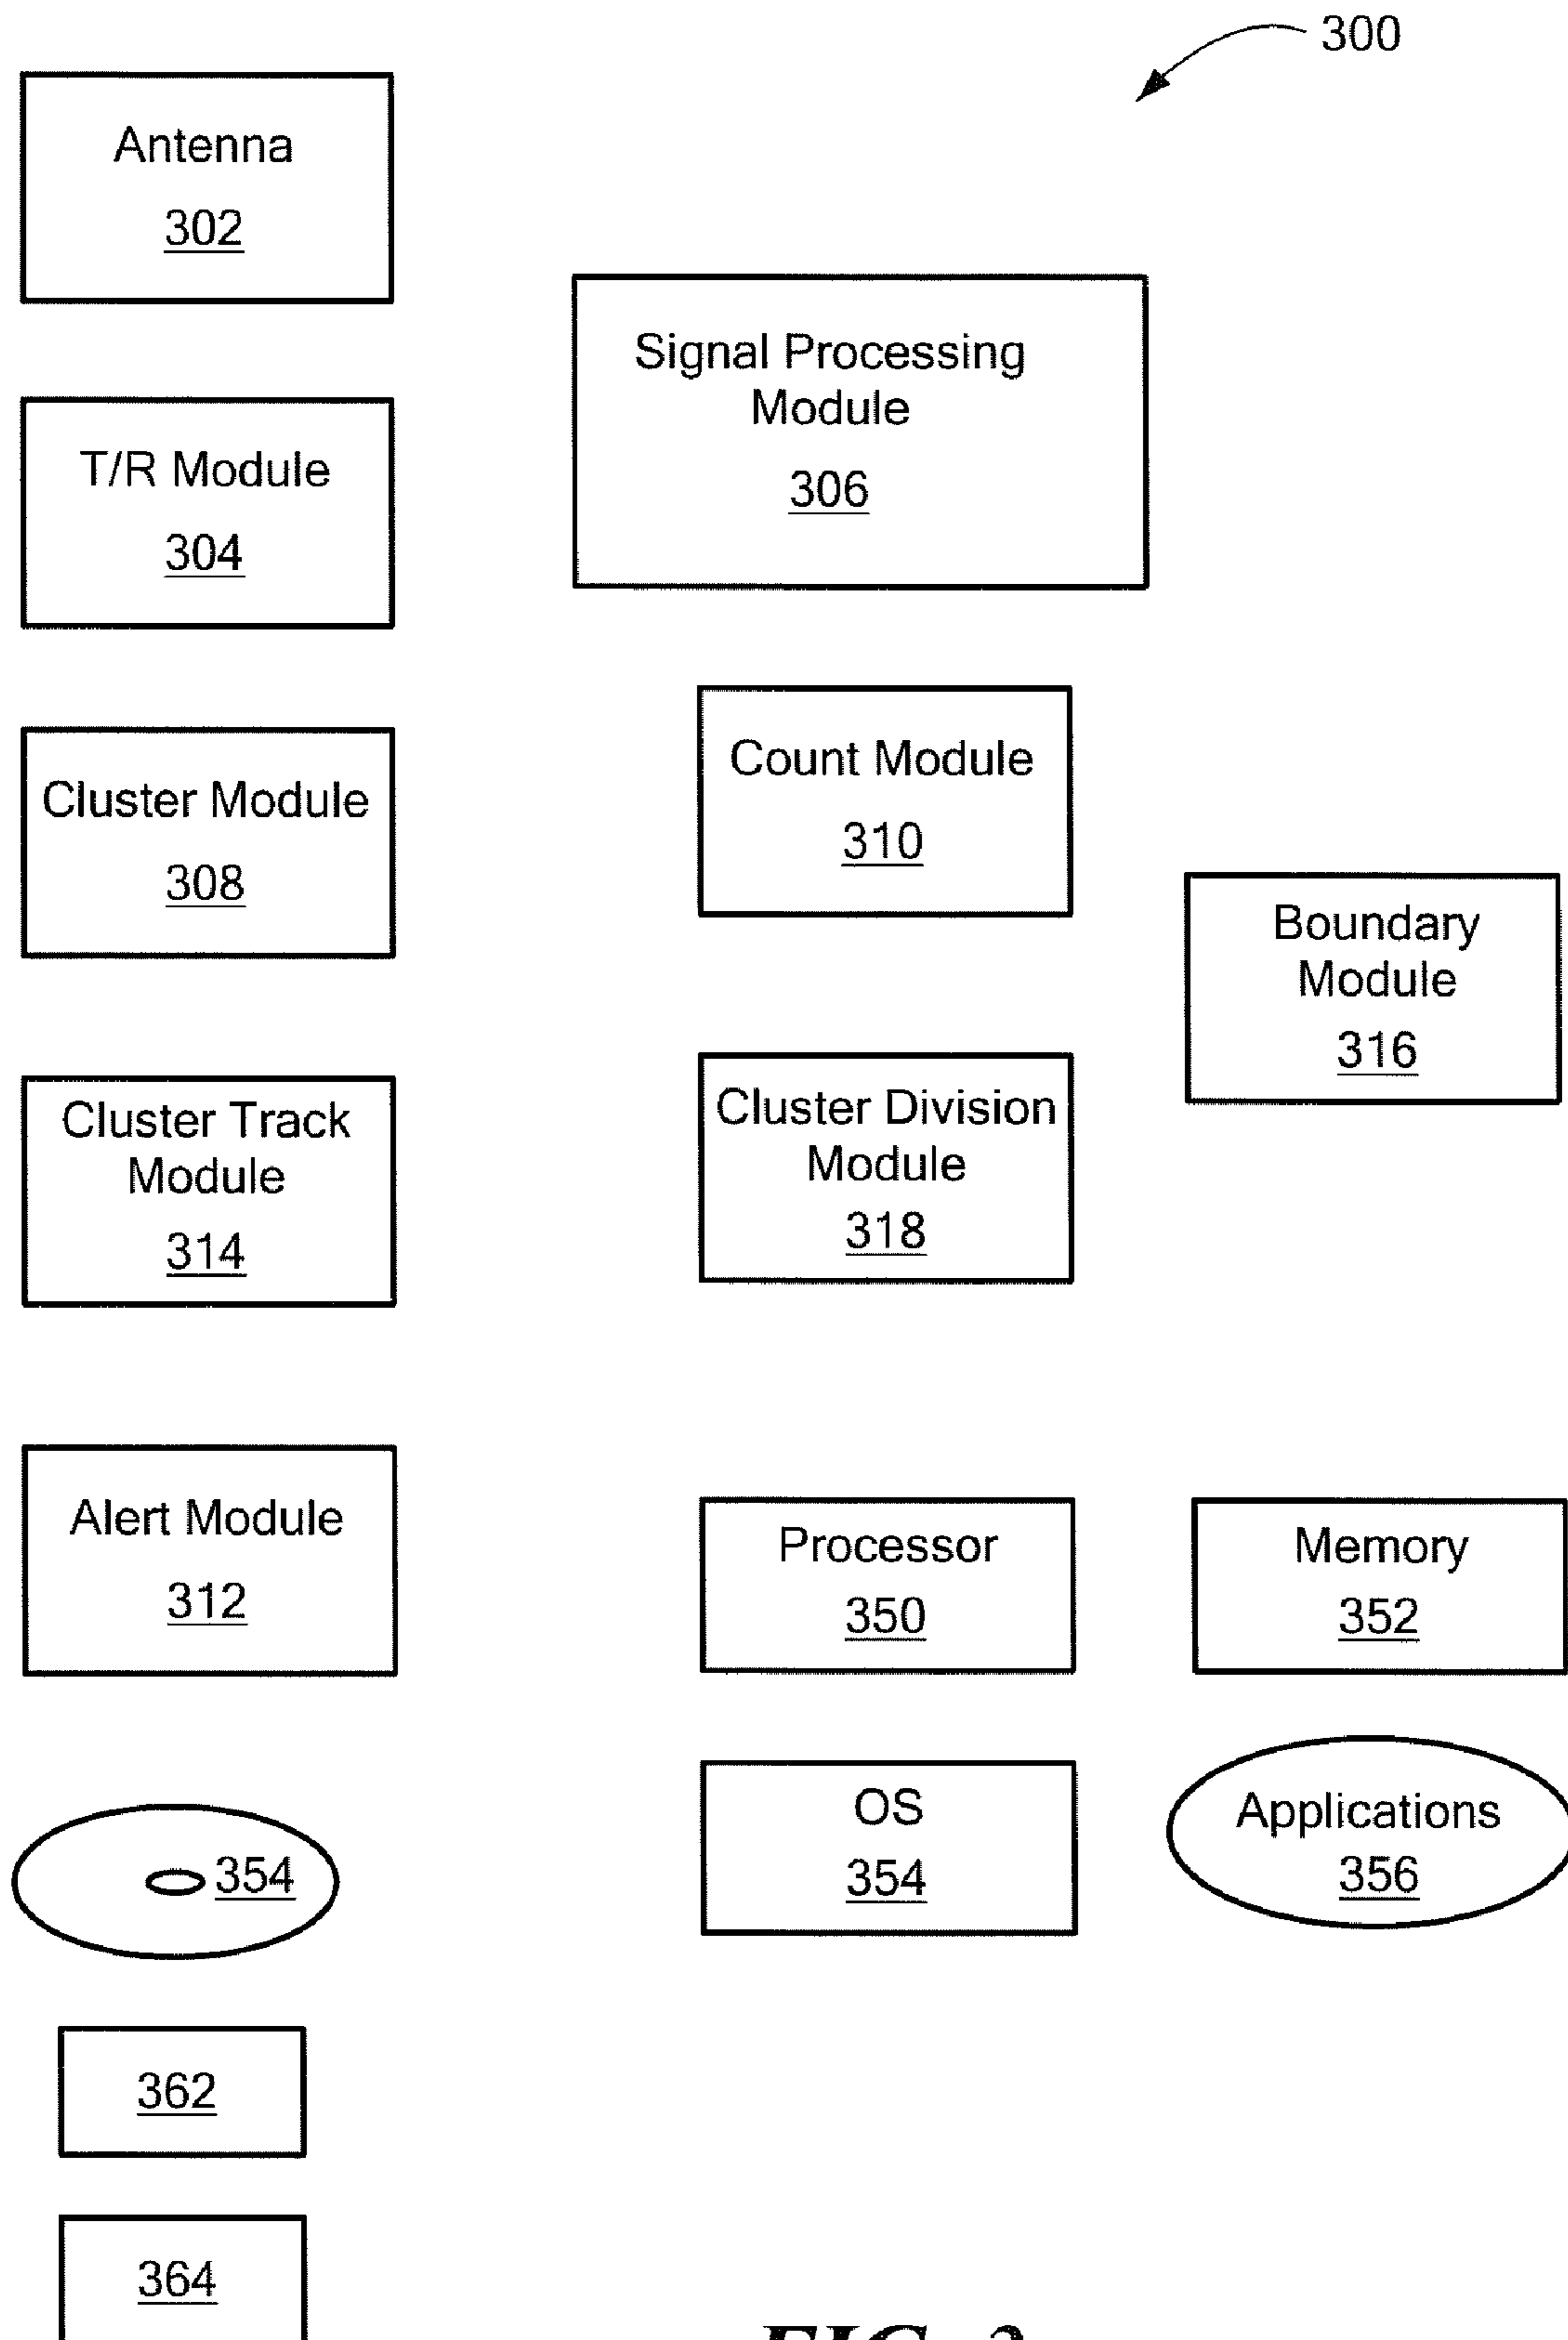 300
Antenna
302
Signal Processing
Module
306
T/R Module
304
Count Module
310
Cluster Module
308
Boundary
Module
316
Cluster Track
Module
314
Cluster Division
Module
318
Alert Module
312
Processor
350
Memory
352
354
OS
354
Applications
356
362
364